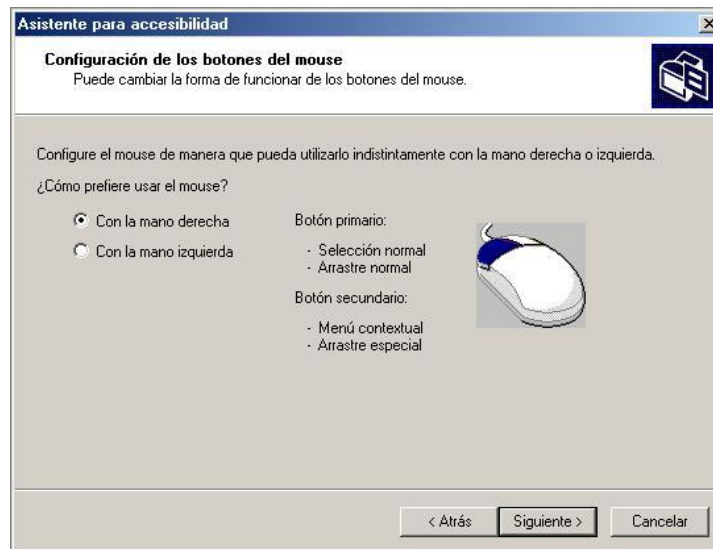 Asistente para accesibilidad
Configuración de los botones del mouse
Puede cambiar la forma de funcionar de los botones del mouse.
Configure el mouse de manera que pueda utilizarlo indistintamente con la mano derecha o izquierda.
¿Cómo prefiere usar el mouse?
Con la mano derecha
Con la mano izquierda
Botón primario:
- Selección normal
- Arrastre normal
Botón secundario:
- Menú contextual
- Arrastre especial
< Atrás
Siguiente >
Cancelar